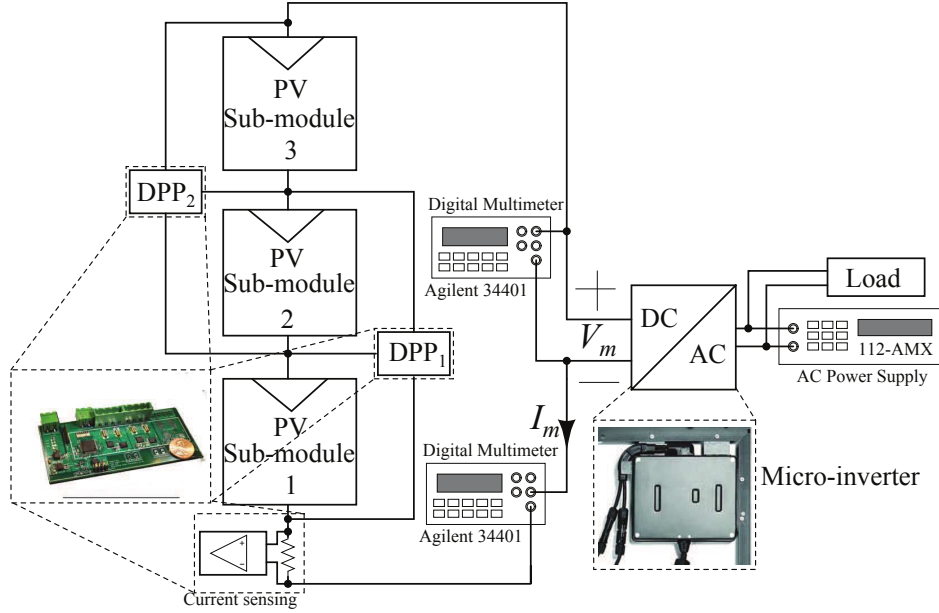 PV
Sub-module
3
DPP2
PV
Sub-module
2
DPP1
PV
Sub-module
1
+
-
Current sensing
Digital Multimeter
Agilent 34401
Digital Multimeter
Agilent 34401
+
Vm
−
Im
DC
AC
Load
112-AMX
AC Power Supply
Micro-inverter